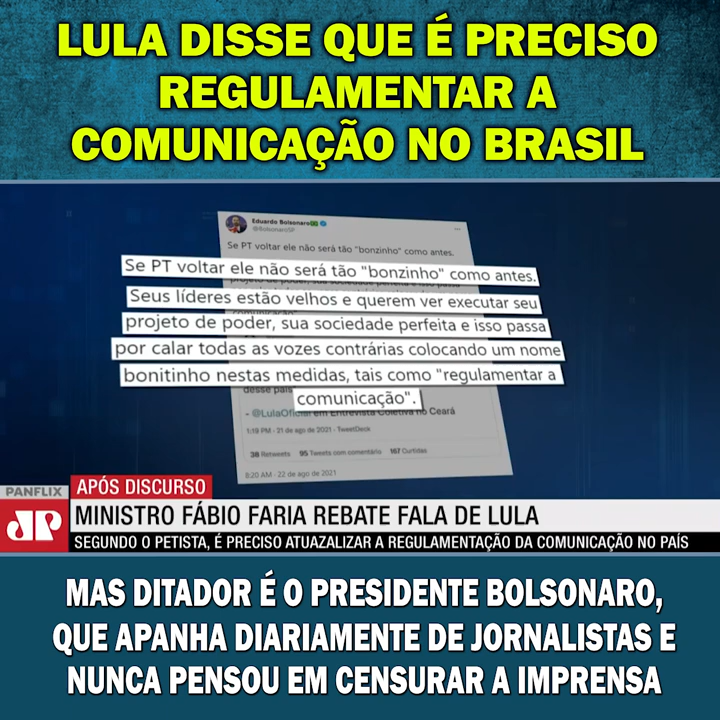 LULA DISSE QUE É PRECISO
REGULAMENTAR A
COMUNICAÇÃO NO BRASIL
Eduardo Bolsonaro
@BolsonaroSP
Se PT voltar ele não será tão "bonzinho" como antes.
Se PT voltar ele não será tão "bonzinho" como antes.
Seus líderes estão velhos e querem ver executar seu
projeto de poder, sua sociedade perfeita e isso passa
por calar todas as vozes contrárias colocando um nome
bonitinho nestas medidas, tais como "regulamentar a
comunicação".
desse país"
- @LulaOficial em Entrevista Coletiva no Ceará
1:19 PM - 21 de ago de 2021 - TweetDeck
38 Retweets 95 Tweets com comentário 167 Curtidas
8:20 AM - 22 de ago de 2021
PANFLIX
APÓS DISCURSO
JP
MINISTRO FÁBIO FARIA REBATE FALA DE LULA
SEGUNDO O PETISTA, É PRECISO ATUAZALIZAR A REGULAMENTAÇÃO DA COMUNICAÇÃO NO PAÍS
MAS DITADOR É O PRESIDENTE BOLSONARO,
QUE APANHA DIARIAMENTE DE JORNALISTAS E
NUNCA PENSOU EM CENSURAR A IMPRENSA